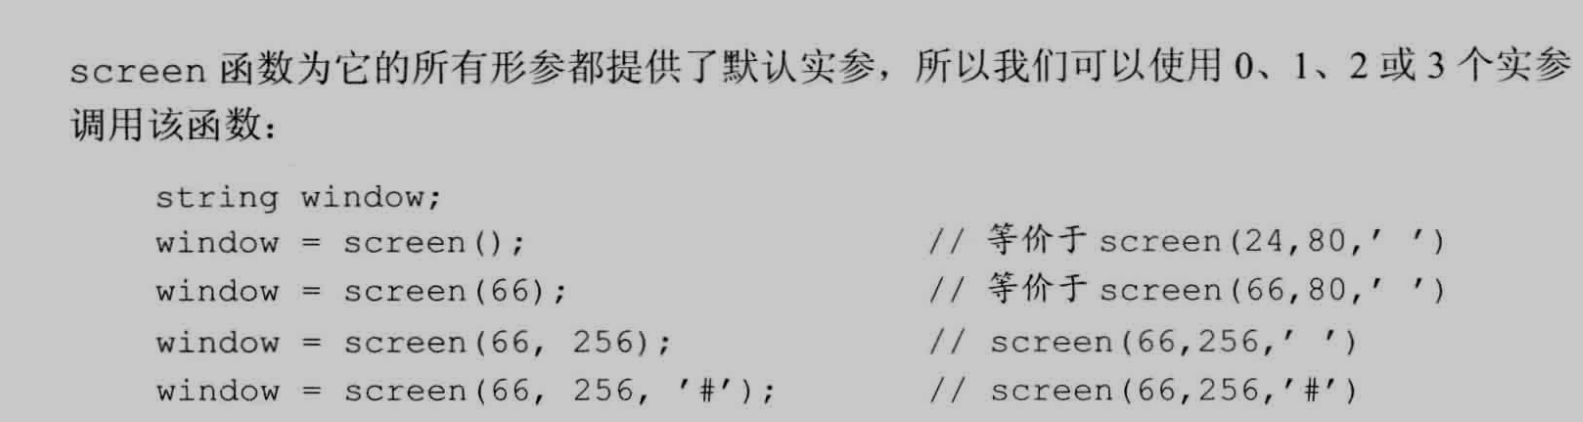 screen 函数为它的所有形参都提供了默认实参，所以我们可以使用 0、1、2 或 3 个实参
调用该函数：
string window;
window = screen();    // 等价于 screen(24,80,' ')
window = screen(66);    // 等价于 screen(66,80,' ')
window = screen(66, 256);    // screen(66,256,' ')
window = screen(66, 256, '#');    // screen(66,256,'#')